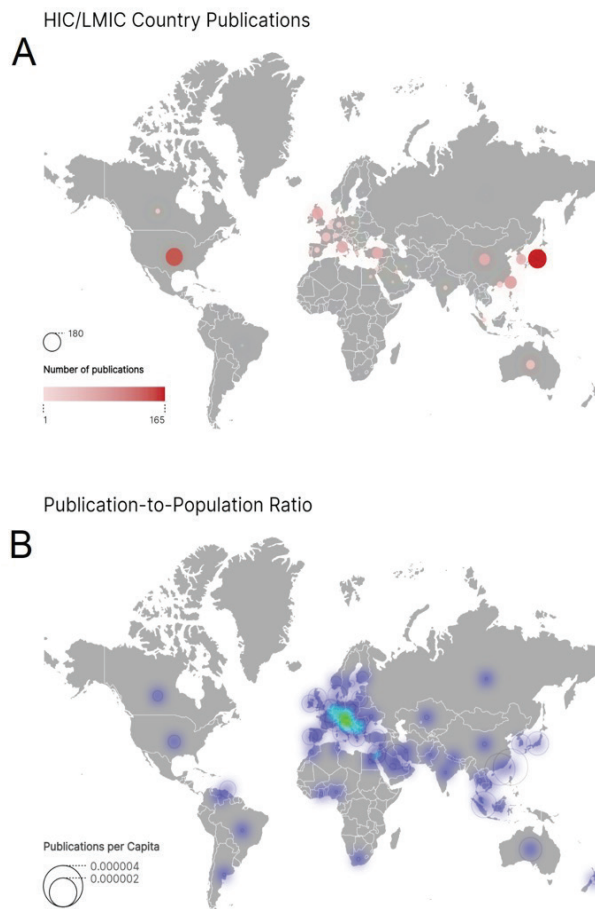 HIC/LMIC Country Publications
A
180
Number of publications
1 165
Publication-to-Population Ratio
B
Publications per Capita
0.000004
0.000002